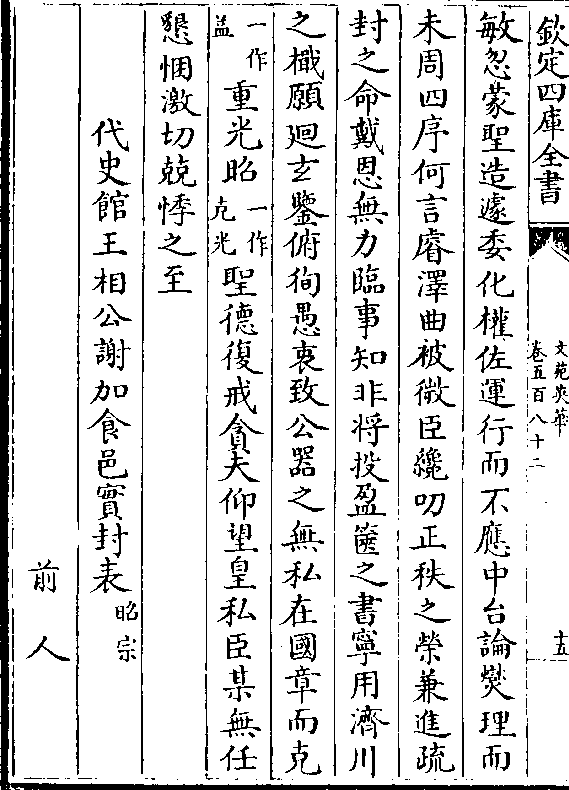 欽定四庫全書
文苑英華
卷五百八十二
十五
敏忽蒙聖造遽委化權佐運行而不應中台論爕理而
未周四序何言睿澤曲被微臣纔叨正秩之榮兼進疏
封之命戴恩無力臨事知非将投盈篋之書寧用濟川
之檝願廻玄鑒俯徇愚衷致公器之無私在國章而克
一作益重光昭一作克光聖德復戒貪夫仰望皇私臣某無任
懇悃激切兢悸之至
代史館王相公謝加食邑實封表昭宗
前人